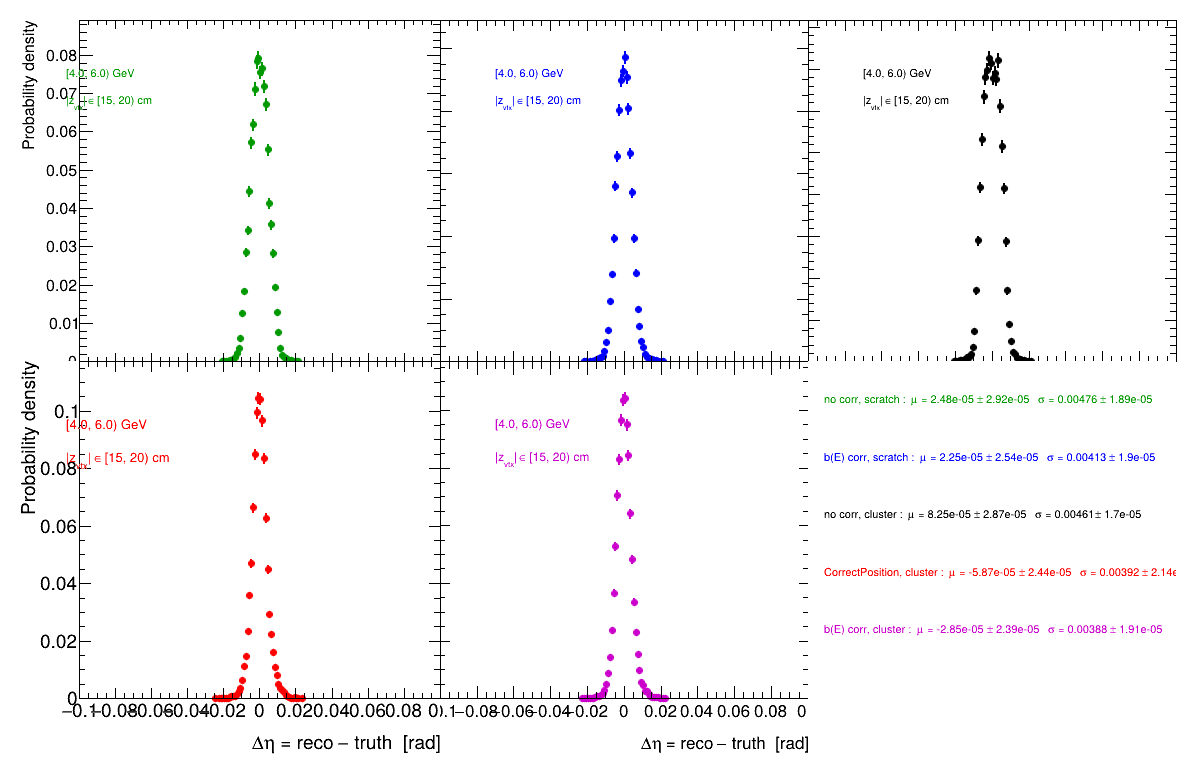 Probability density
0.08
0.07
0.06
0.05
0.04
0.03
0.02
0.01
0
[4.0, 6.0) GeV
|z_vtx| ∈ [15, 20) cm
[4.0, 6.0) GeV
|z_vtx| ∈ [15, 20) cm
[4.0, 6.0) GeV
|z_vtx| ∈ [15, 20) cm
Probability density
0.1
0.08
0.06
0.04
0.02
0
[4.0, 6.0) GeV
|z_vtx| ∈ [15, 20) cm
−0.1−0.08−0.06−0.04−0.02 0 0.02 0.04 0.06 0.08 0.1
Δη = reco − truth [rad]
[4.0, 6.0) GeV
|z_vtx| ∈ [15, 20) cm
−0.08−0.06−0.04−0.02 0 0.02 0.04 0.06 0.08 0
Δη = reco − truth [rad]
no corr, scratch : μ = 2.48e-05 ± 2.92e-05 σ = 0.00476 ± 1.89e-05
b(E) corr, scratch : μ = 2.25e-05 ± 2.54e-05 σ = 0.00413 ± 1.9e-05
no corr, cluster : μ = 8.25e-05 ± 2.87e-05 σ = 0.00461 ± 1.7e-05
CorrectPosition, cluster : μ = -5.87e-05 ± 2.44e-05 σ = 0.00392 ± 2.14e
b(E) corr, cluster : μ = -2.85e-05 ± 2.39e-05 σ = 0.00388 ± 1.91e-05